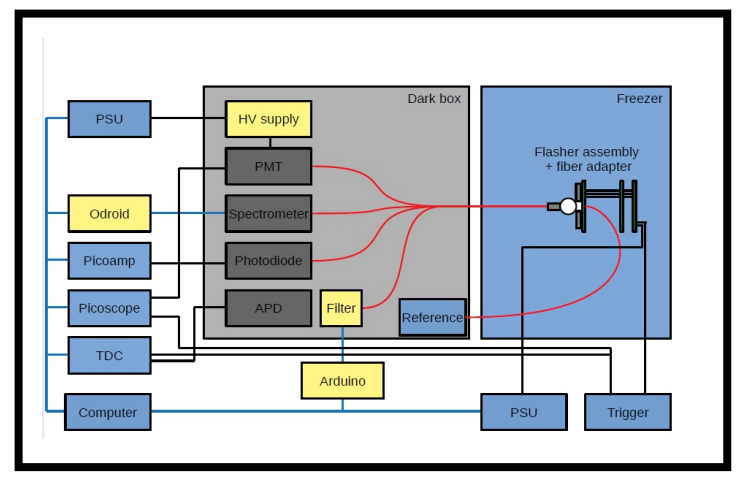 Dark box
Freezer
PSU
HV supply
Flasher assembly
+ fiber adapter
PMT
Odroid
Spectrometer
Picoamp
Photodiode
Picoscope
APD
Filter
Reference
TDC
Arduino
Computer
PSU
Trigger